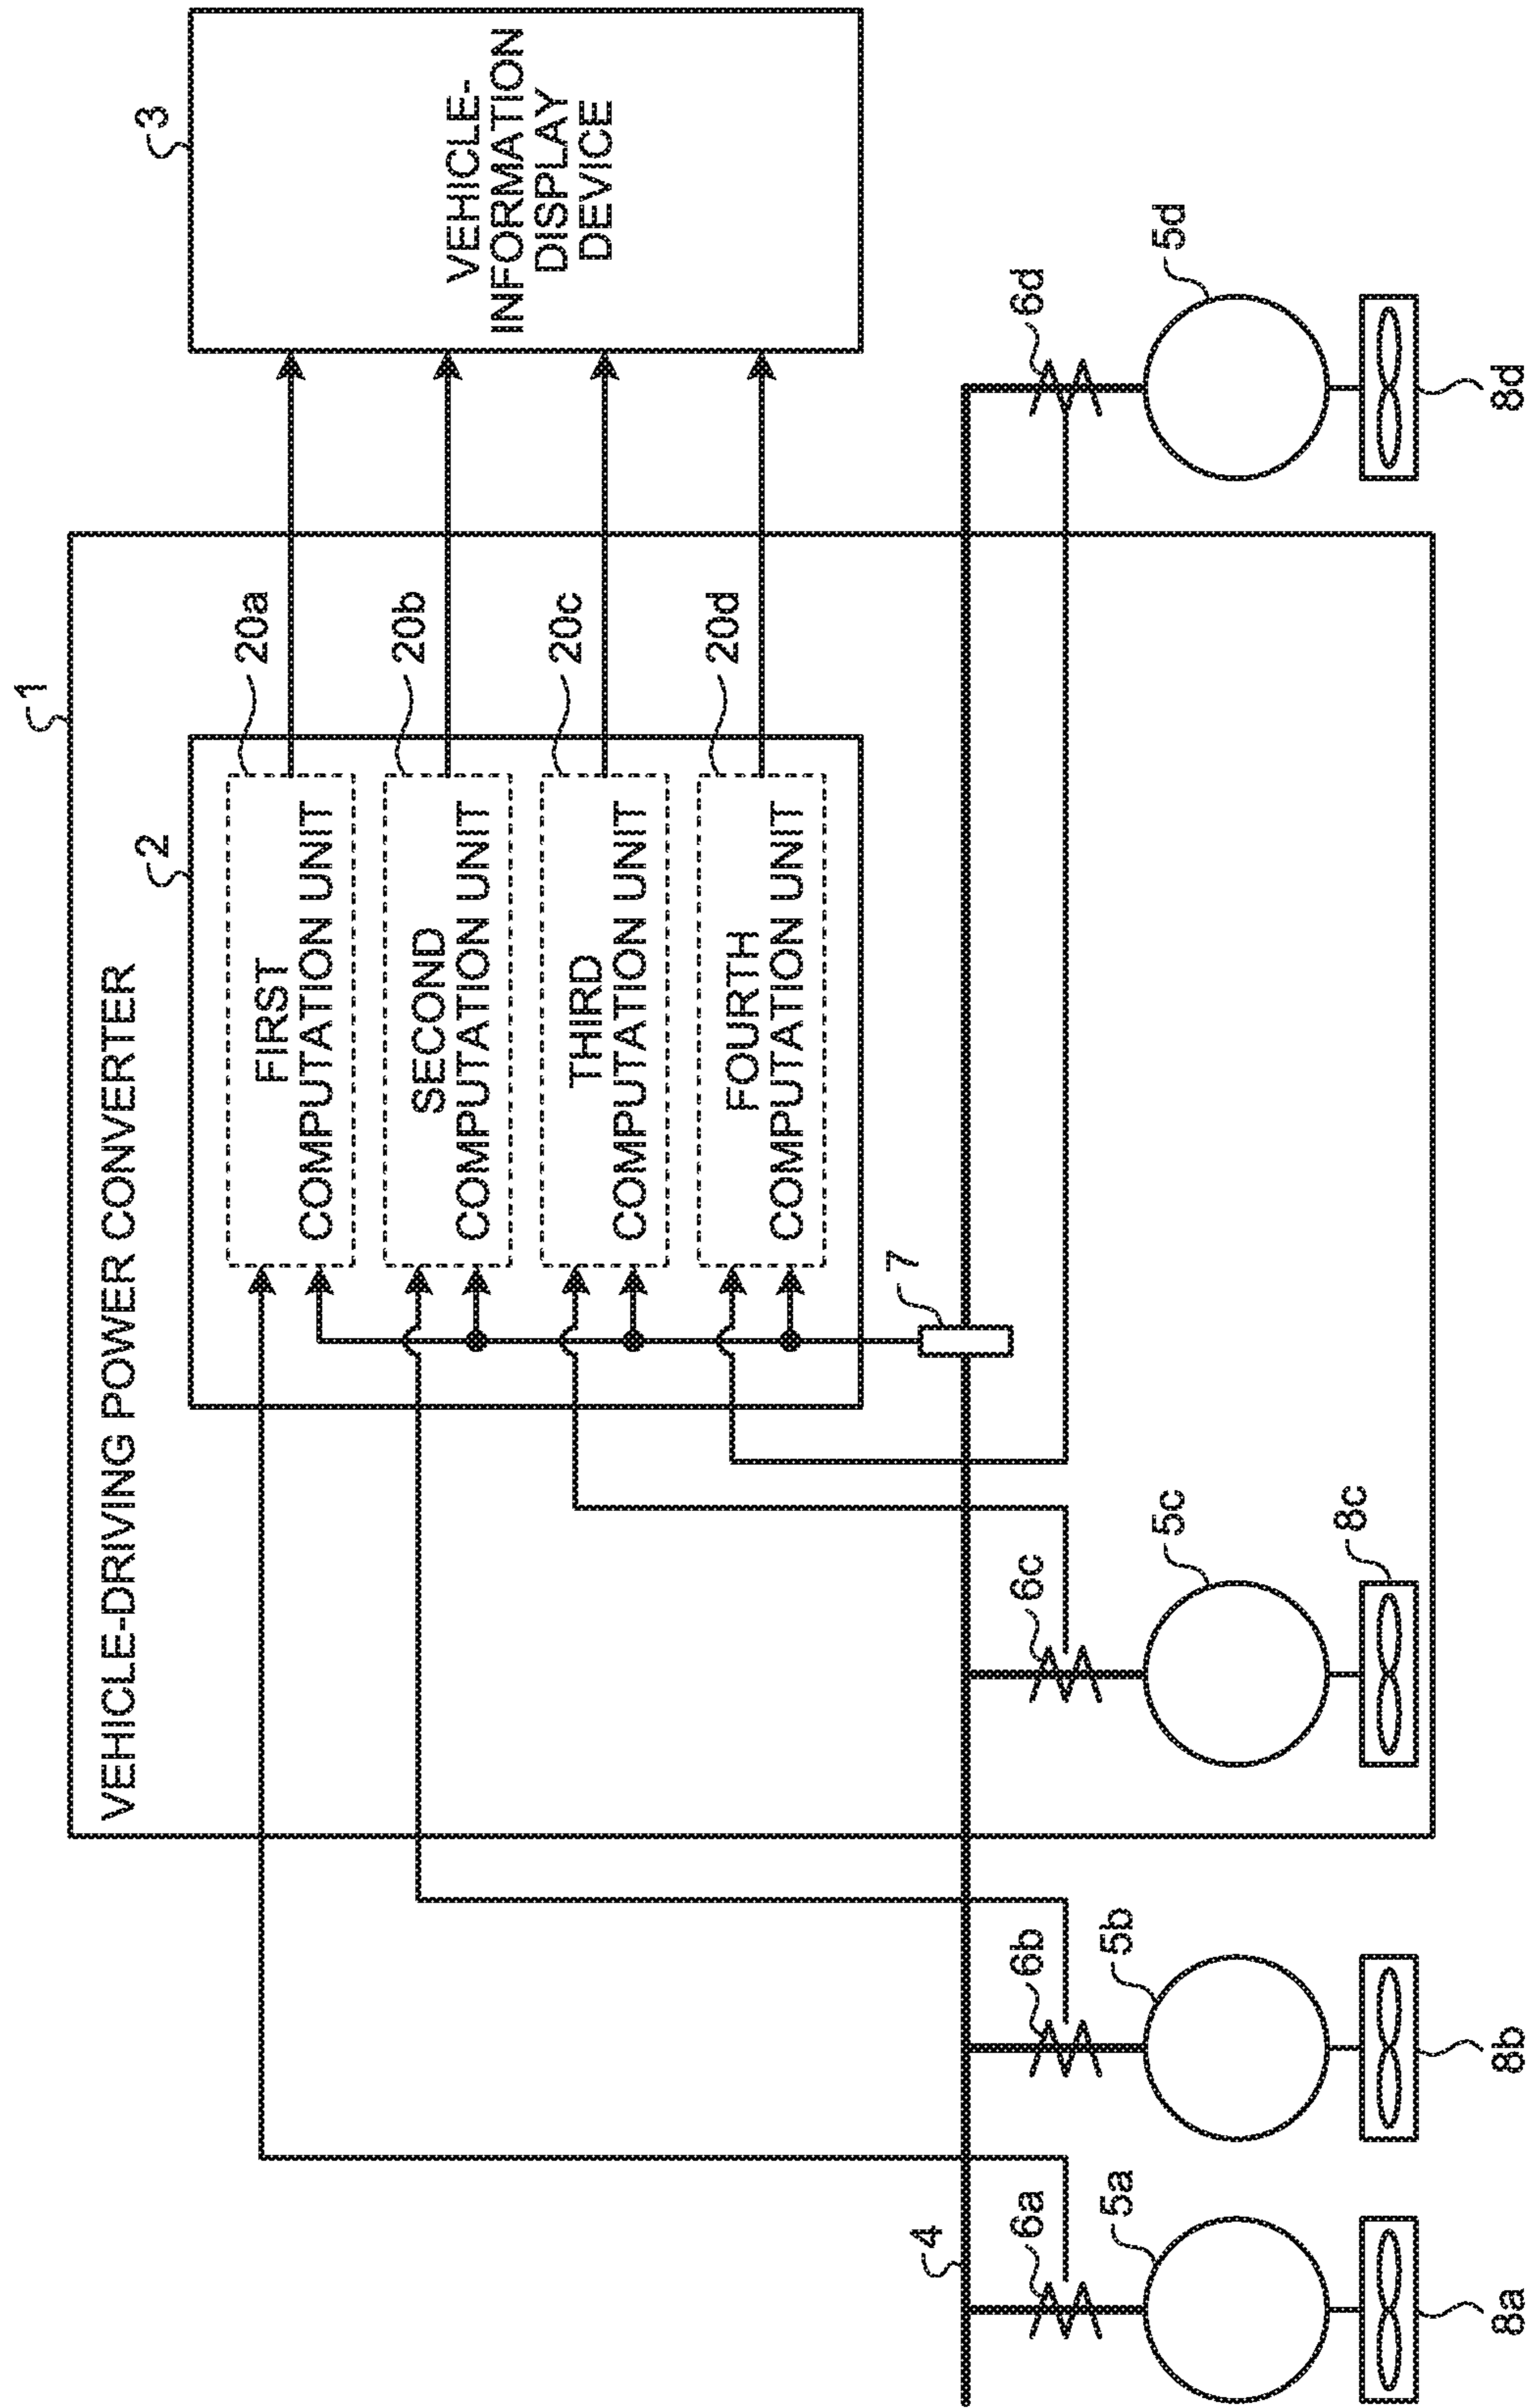 1
VEHICLE-DRIVING POWER CONVERTER
2
3
FIRST
COMPUTATION UNIT
20a
SECOND
COMPUTATION UNIT
20b
THIRD
COMPUTATION UNIT
20c
FOURTH
COMPUTATION UNIT
20d
VEHICLE-
INFORMATION
DISPLAY
DEVICE
4
7
6a
6b
6c
6d
5a
5b
5c
5d
8c
8a
8b
8d